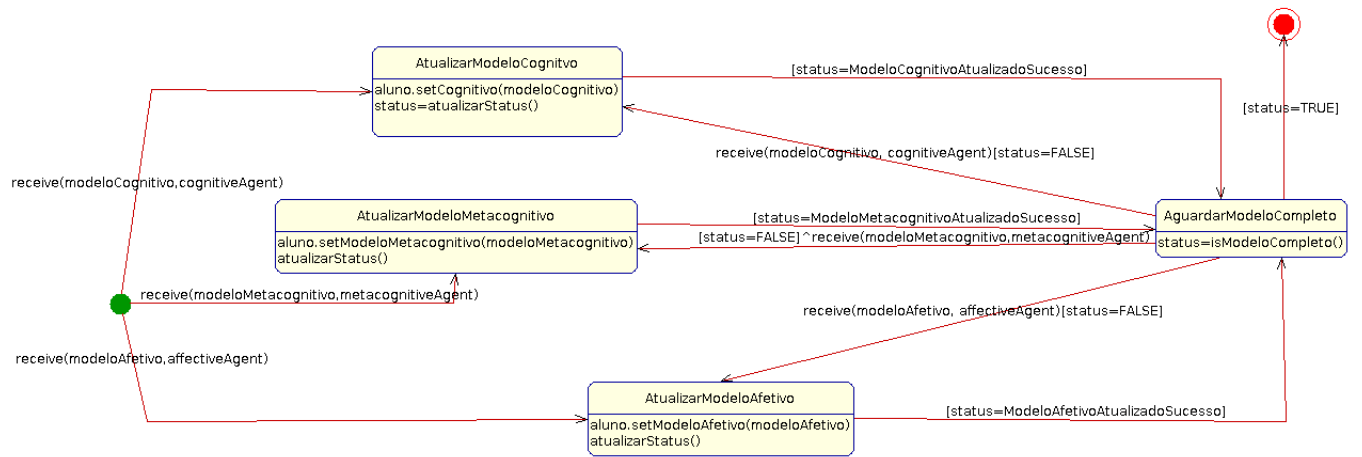 AtualizarModeloCognitvo
aluno.setCognitivo(modeloCognitivo)
status=atualizarStatus()
[status=ModeloCognitivoAtualizadoSucesso]
[status=TRUE]
receive(modeloCognitivo, cognitiveAgent)[status=FALSE]
receive(modeloCognitivo,cognitiveAgent)
AtualizarModeloMetacognitivo
aluno.setModeloMetacognitivo(modeloMetacognitivo)
atualizarStatus()
[status=ModeloMetacognitivoAtualizadoSucesso]
[status=FALSE]^receive(modeloMetacognitivo,metacognitiveAgent)
AguardarModeloCompleto
status=isModeloCompleto()
receive(modeloMetacognitivo,metacognitiveAgent)
receive(modeloAfetivo, affectiveAgent)[status=FALSE]
receive(modeloAfetivo,affectiveAgent)
AtualizarModeloAfetivo
aluno.setModeloAfetivo(modeloAfetivo)
atualizarStatus()
[status=ModeloAfetivoAtualizadoSucesso]